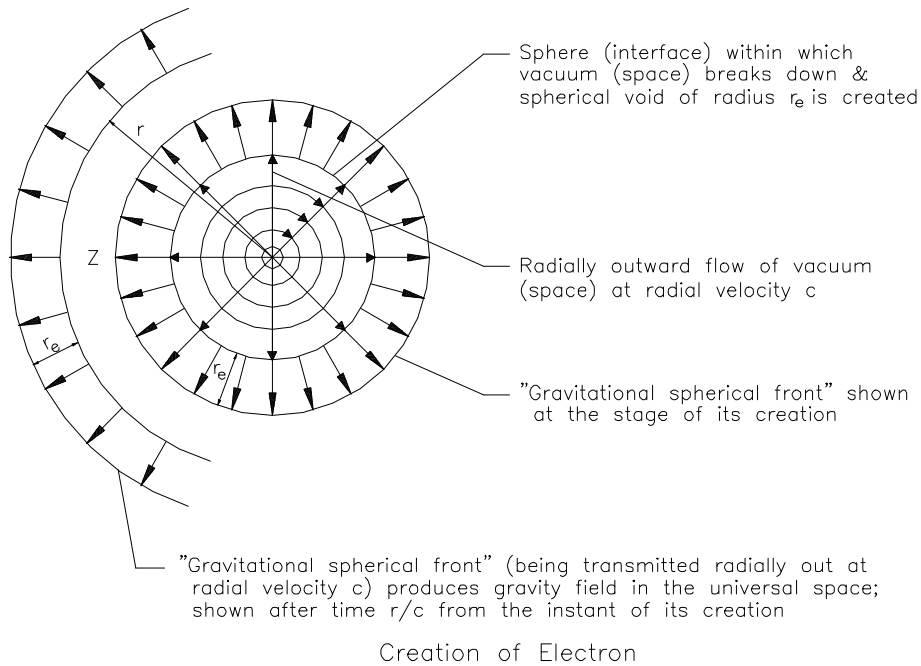 Sphere (interface) within which
vacuum (space) breaks down &
spherical void of radius re is created
r
Z
Radially outward flow of vacuum
(space) at radial velocity c
re
re
"Gravitational spherical front" shown
at the stage of its creation
"Gravitational spherical front" (being transmitted radially out at
radial velocity c) produces gravity field in the universal space;
shown after time r/c from the instant of its creation
Creation of Electron